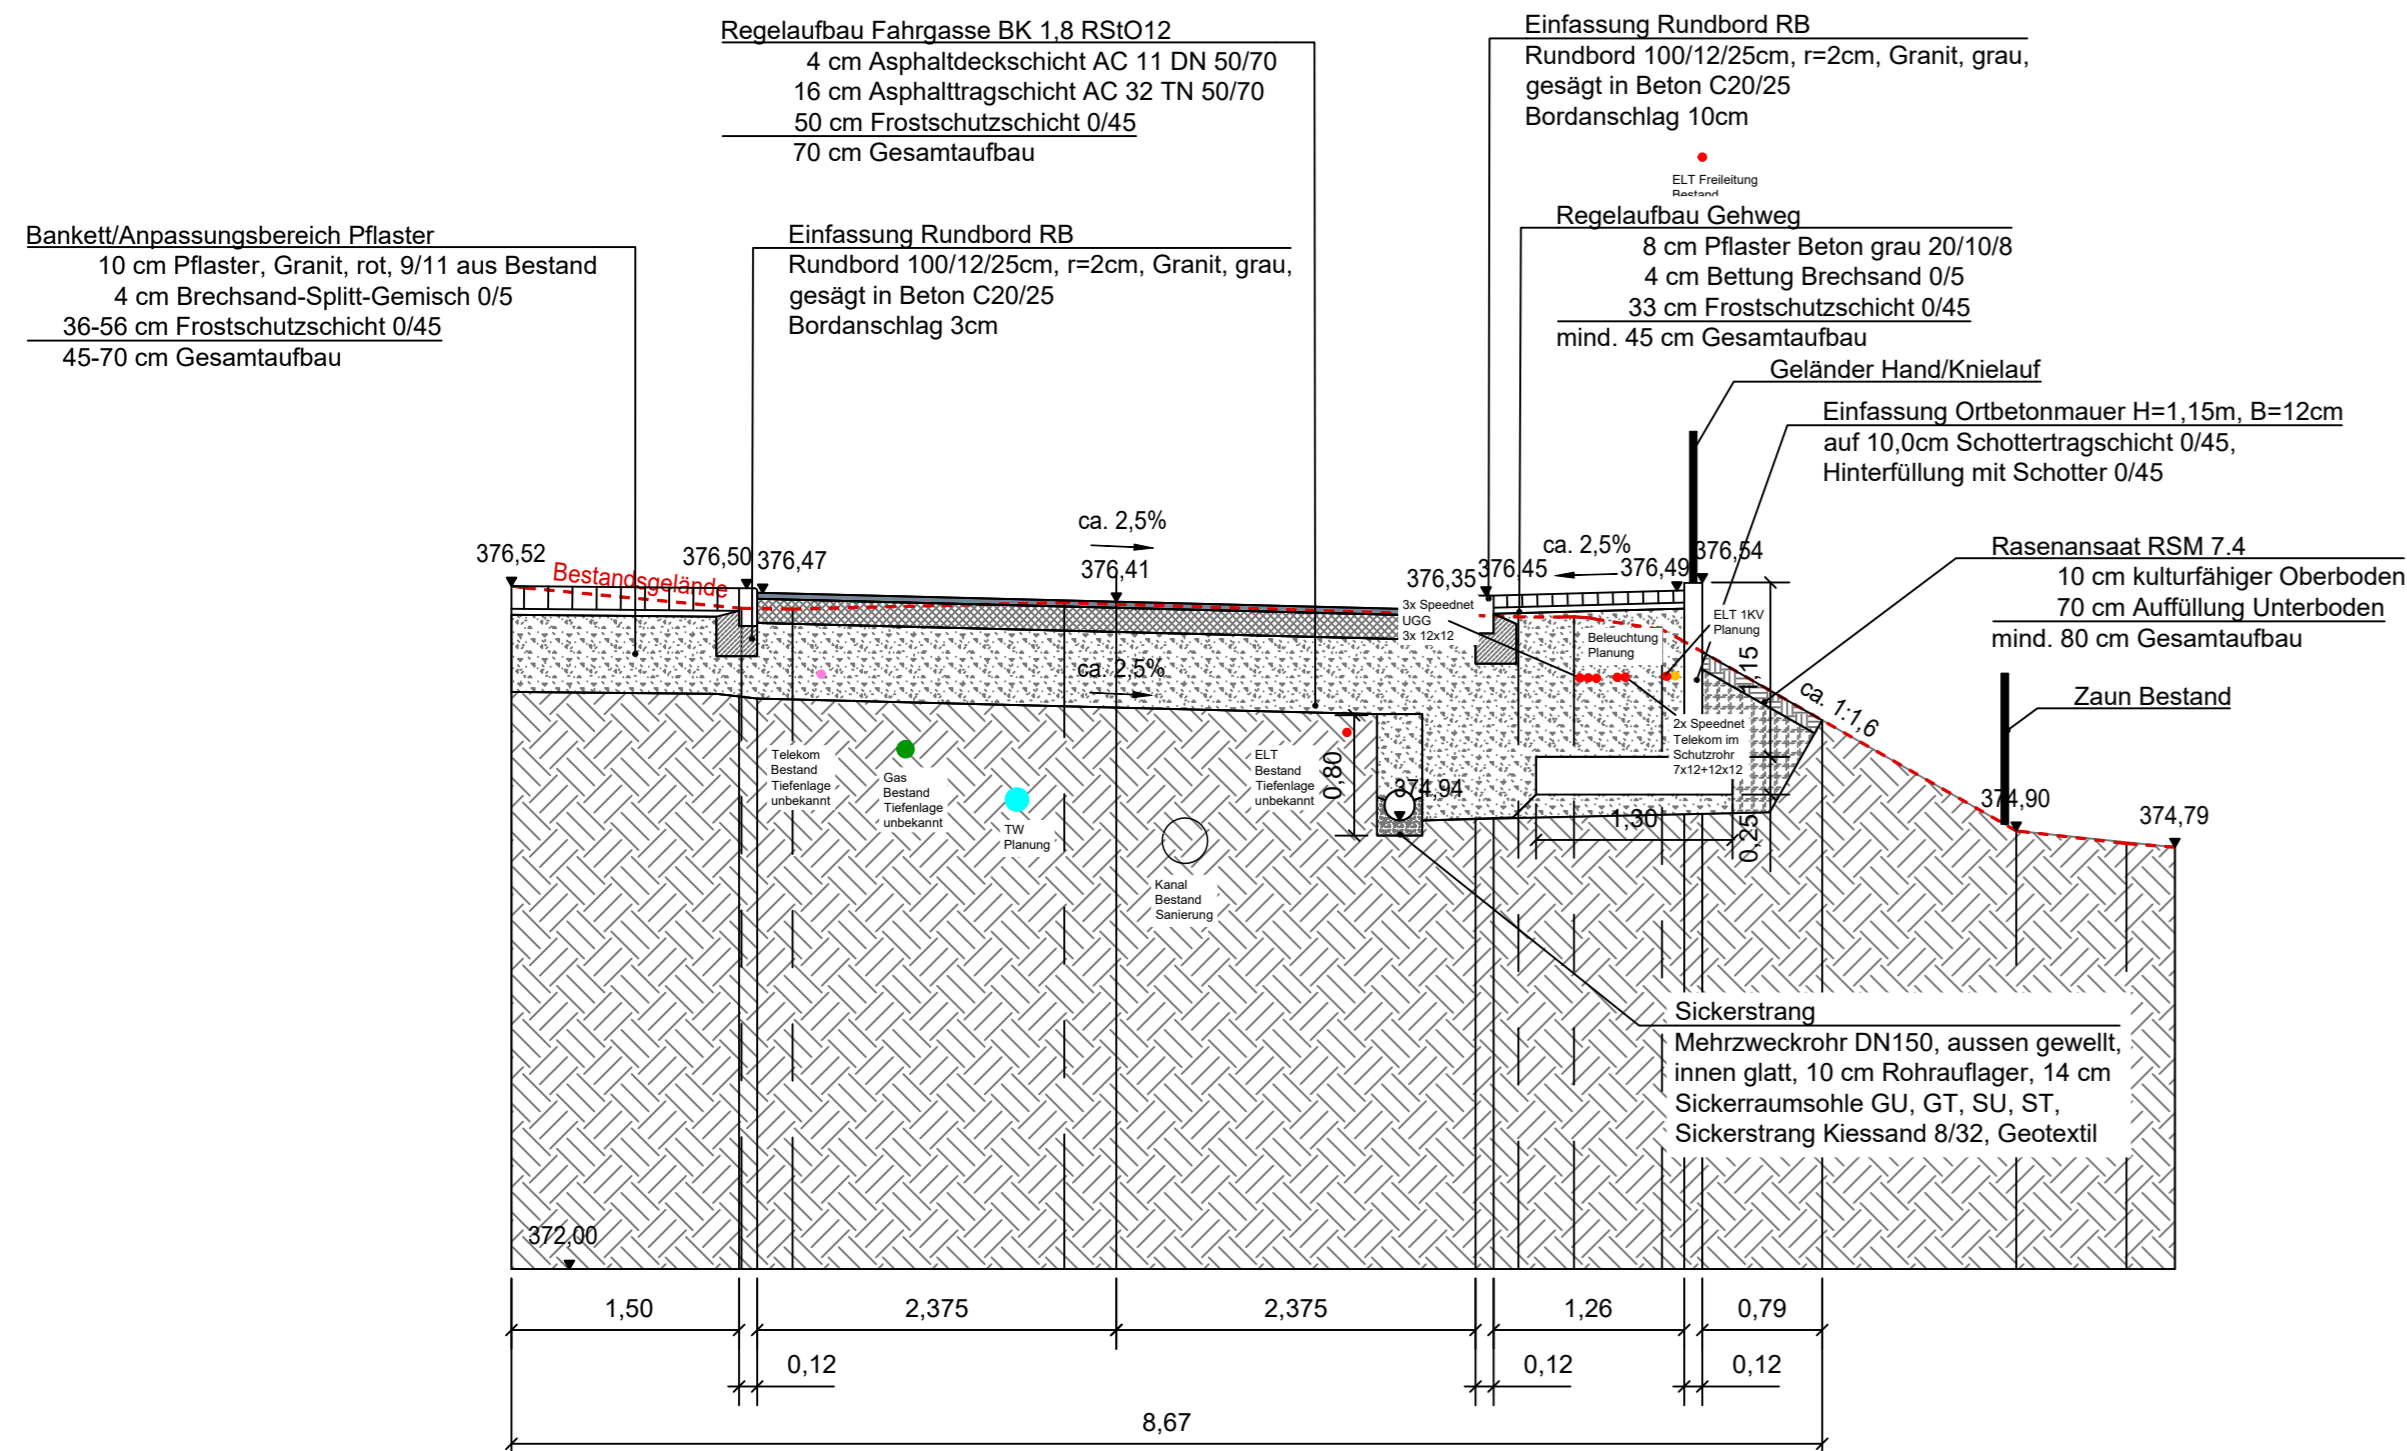 Regelaufbau Fahrgasse BK 1,8 RStO12
4 cm Asphaltdeckschicht AC 11 DN 50/70
16 cm Asphalttragschicht AC 32 TN 50/70
50 cm Frostschutzschicht 0/45
70 cm Gesamtaufbau
Einfassung Rundbord RB
Rundbord 100/12/25cm, r=2cm, Granit, grau,
gesägt in Beton C20/25
Bordanschlag 10cm
ELT Freileitung
Bestand
Bankett/Anpassungsbereich Pflaster
10 cm Pflaster, Granit, rot, 9/11 aus Bestand
4 cm Brechsand-Splitt-Gemisch 0/5
36-56 cm Frostschutzschicht 0/45
45-70 cm Gesamtaufbau
Einfassung Rundbord RB
Rundbord 100/12/25cm, r=2cm, Granit, grau,
gesägt in Beton C20/25
Bordanschlag 3cm
Regelaufbau Gehweg
8 cm Pflaster Beton grau 20/10/8
4 cm Bettung Brechsand 0/5
33 cm Frostschutzschicht 0/45
mind. 45 cm Gesamtaufbau
Geländer Hand/Knielauf
Einfassung Ortbetonmauer H=1,15m, B=12cm
auf 10,0cm Schottertragschicht 0/45,
Hinterfüllung mit Schotter 0/45
Rasenansaat RSM 7.4
10 cm kulturfähiger Oberboden
70 cm Auffüllung Unterboden
mind. 80 cm Gesamtaufbau
Zaun Bestand
376,52
Bestandsgelände
376,50
376,47
ca. 2,5%
376,41
376,35
376,45
ca. 2,5%
376,49
376,54
3x Speednet
UGG
3x 12x12
Beleuchtung
Planung
ELT 1KV
Planung
1,15
ca. 1:1,6
ca. 2,5%
2x Speednet
Telekom im
Schutzrohr
7x12+12x12
Telekom
Bestand
Tiefenlage
unbekannt
Gas
Bestand
Tiefenlage
unbekannt
TW
Planung
Kanal
Bestand
Sanierung
ELT
Bestand
Tiefenlage
unbekannt
0,80
374,94
1,30
0,25
374,90
374,79
Sickerstrang
Mehrzweckrohr DN150, aussen gewellt,
innen glatt, 10 cm Rohrauflager, 14 cm
Sickerraumsohle GU, GT, SU, ST,
Sickerstrang Kiessand 8/32, Geotextil
372,00
1,50
2,375
2,375
1,26
0,79
0,12
0,12
0,12
8,67